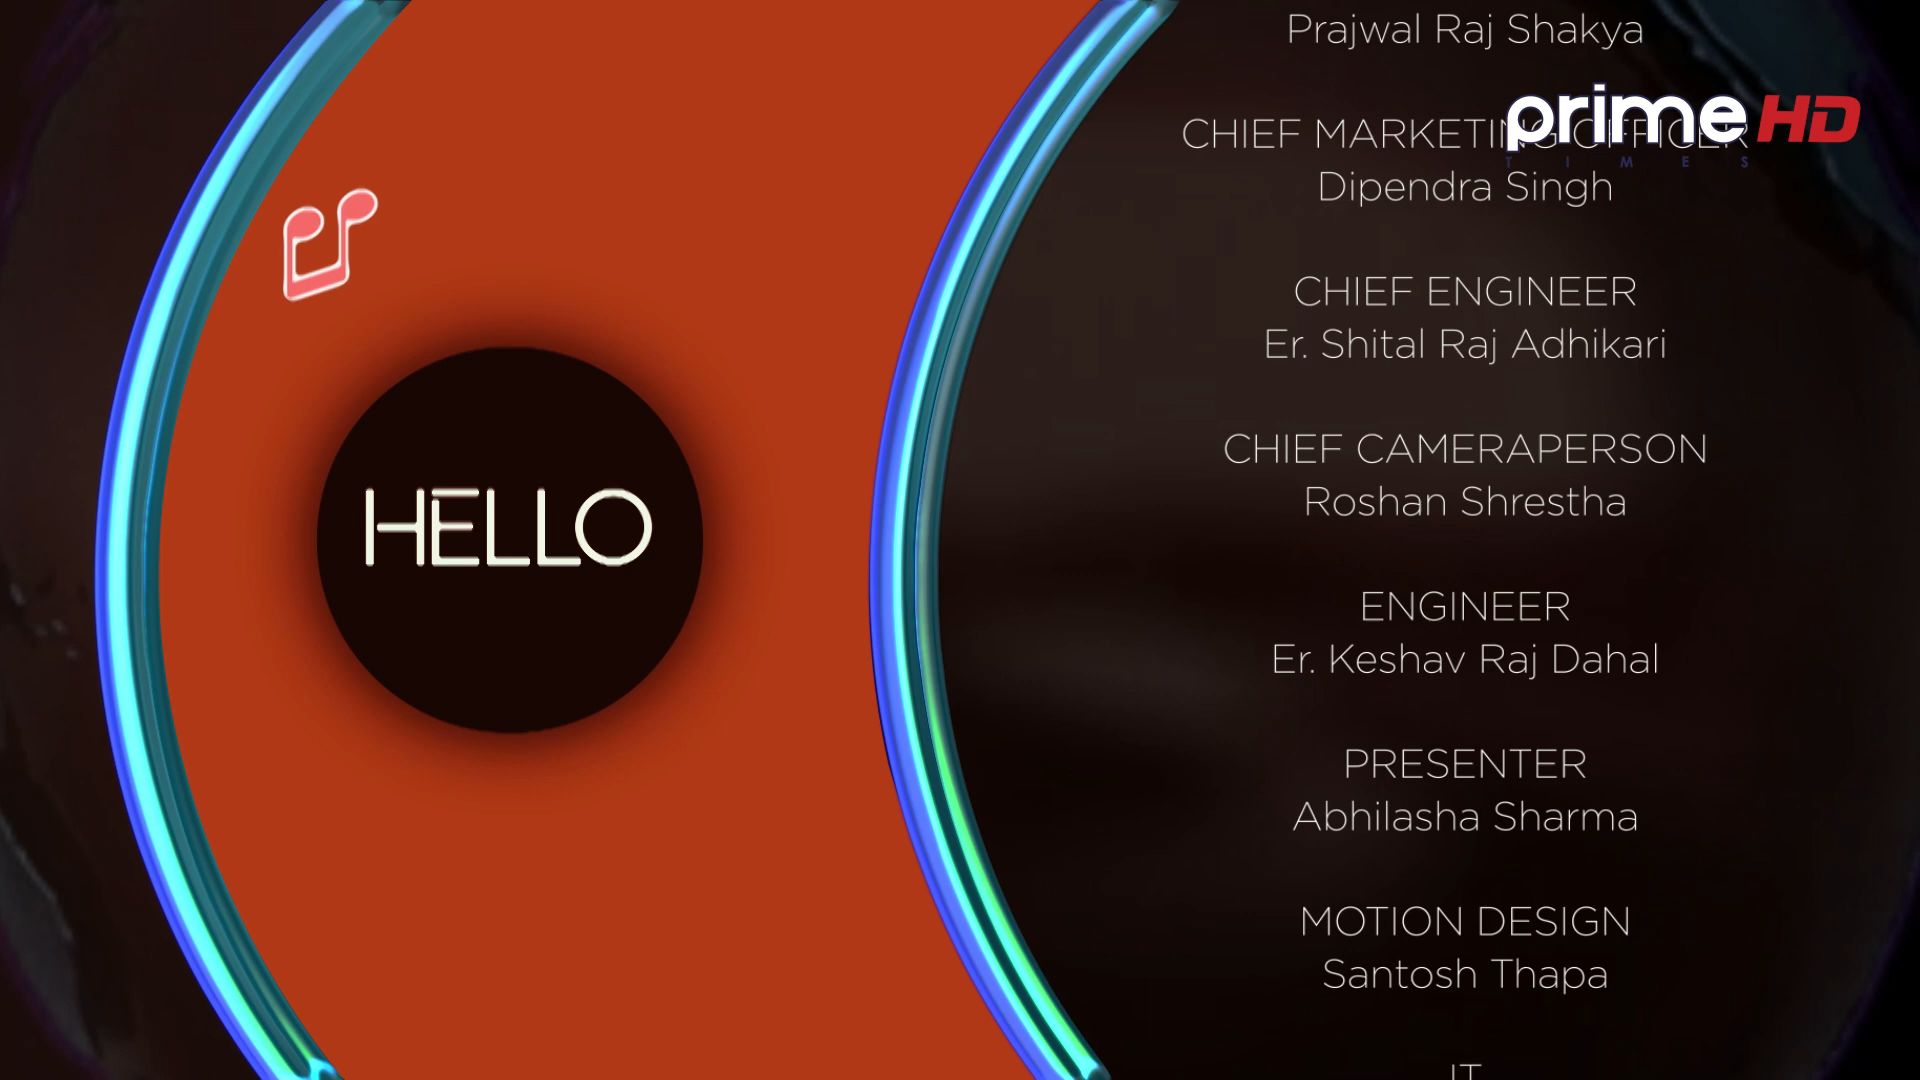 HELLO
Prajwal Raj Shakya
prime HD
TIMES
CHIEF MARKETING OFFICER
Dipendra Singh
CHIEF ENGINEER
Er. Shital Raj Adhikari
CHIEF CAMERAPERSON
Roshan Shrestha
ENGINEER
Er. Keshav Raj Dahal
PRESENTER
Abhilasha Sharma
MOTION DESIGN
Santosh Thapa
IT